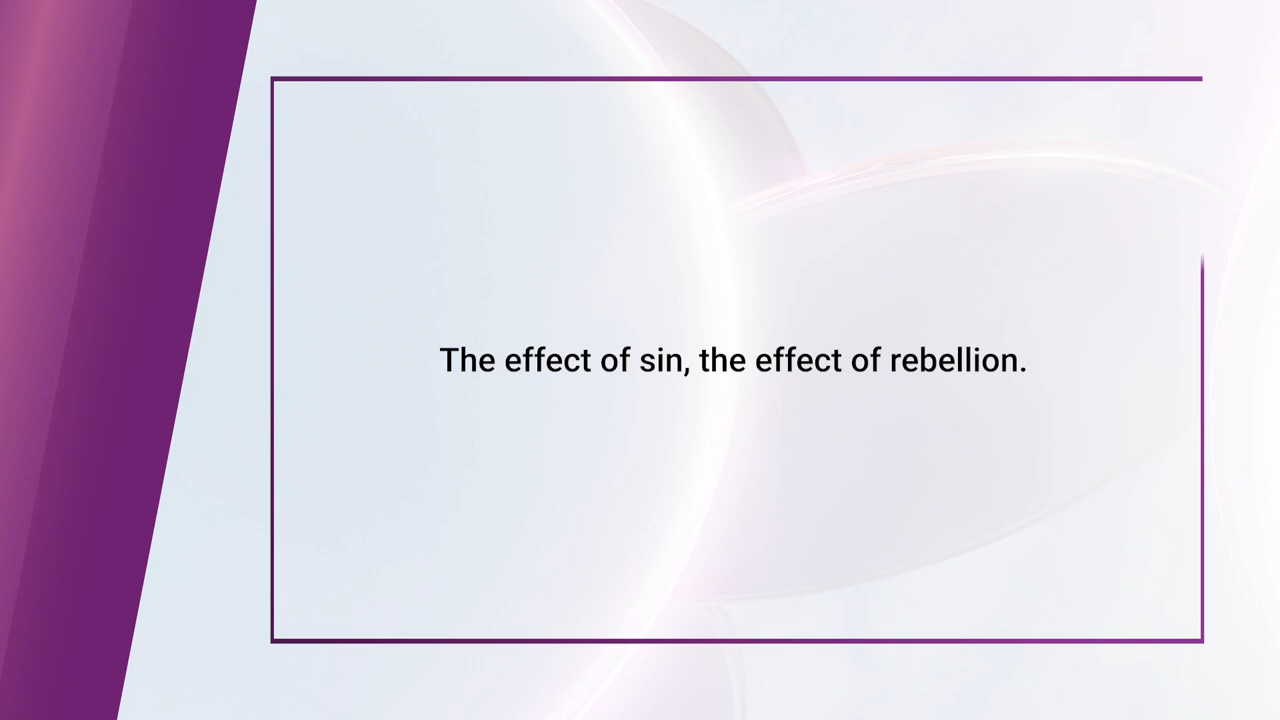 The effect of sin, the effect of rebellion.